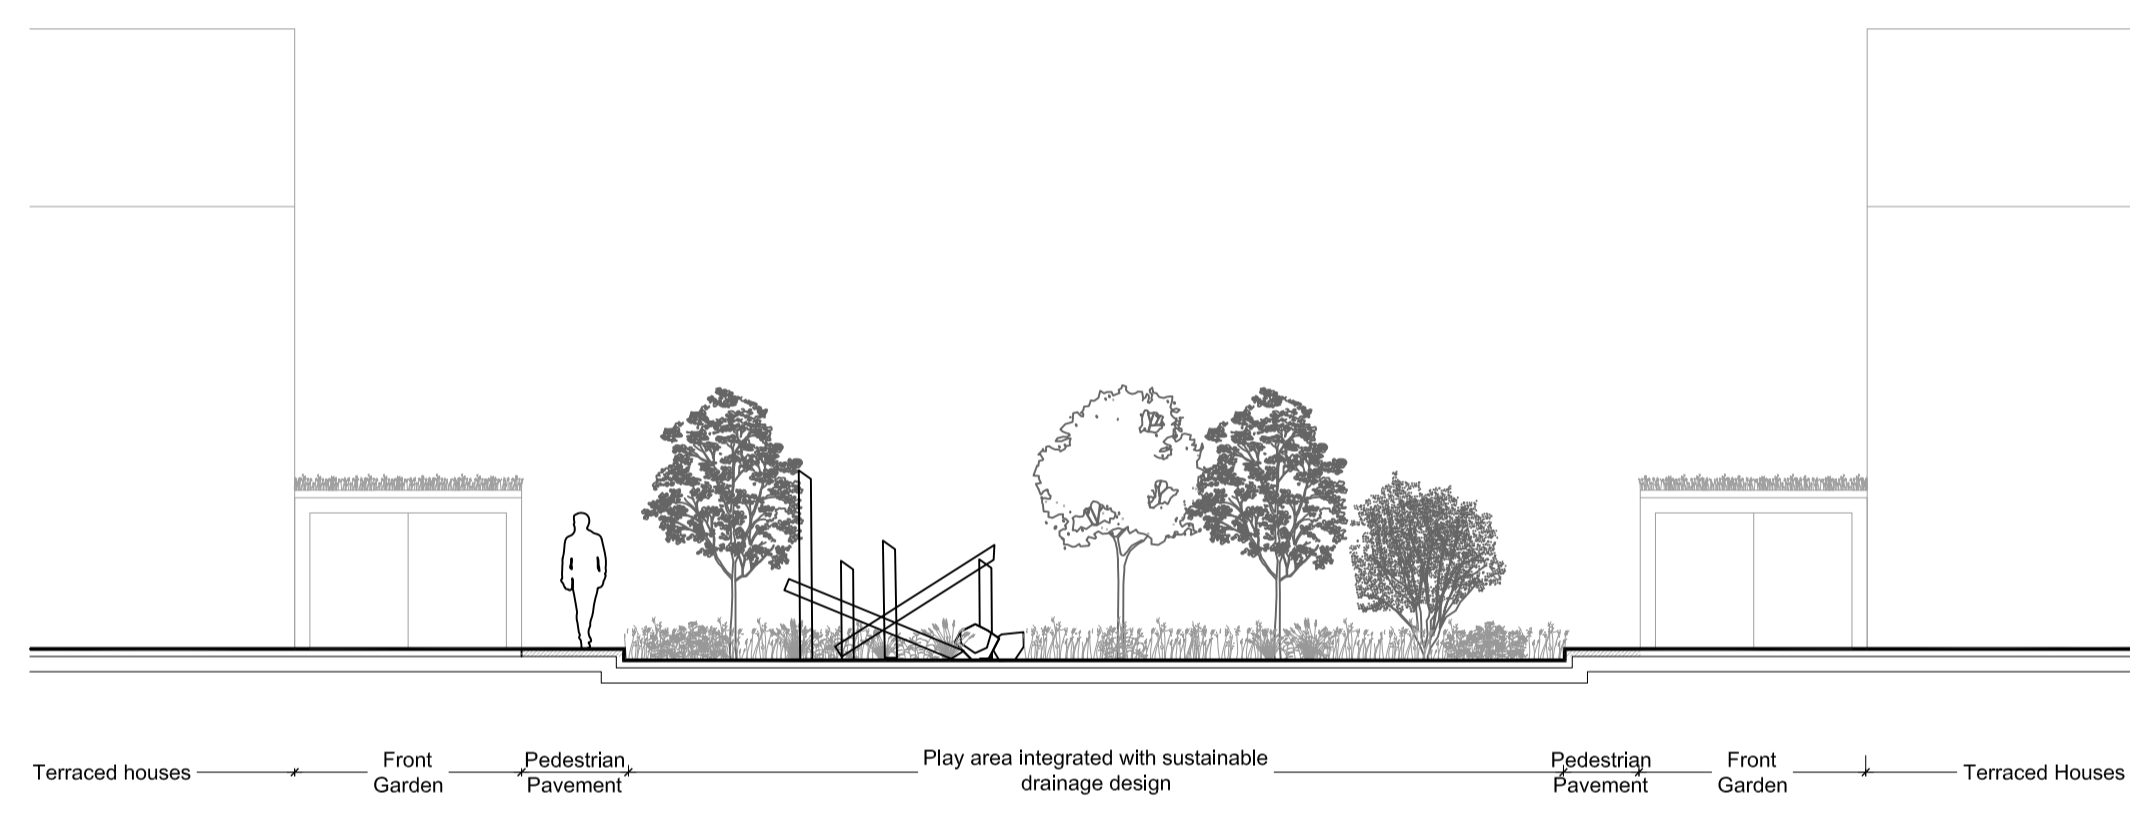 Terraced houses
Front
Garden
Pedestrian
Pavement
Play area integrated with sustainable
drainage design
Pedestrian
Pavement
Front
Garden
Terraced Houses